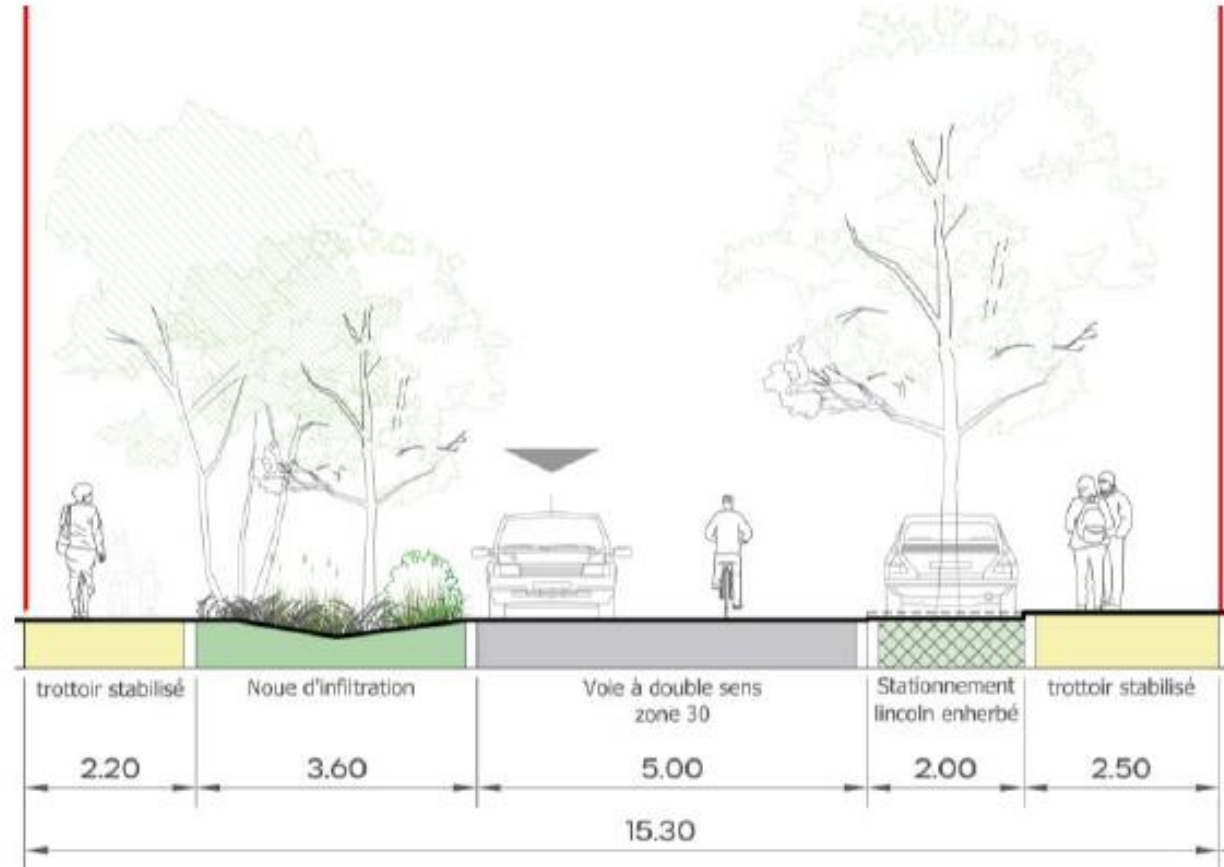 trottoir stabilisé
Noue d'infiltration
Voie à double sens
zone 30
Stationnement
lincoln enherbé
trottoir stabilisé
2.20
3.60
5.00
2.00
2.50
15.30